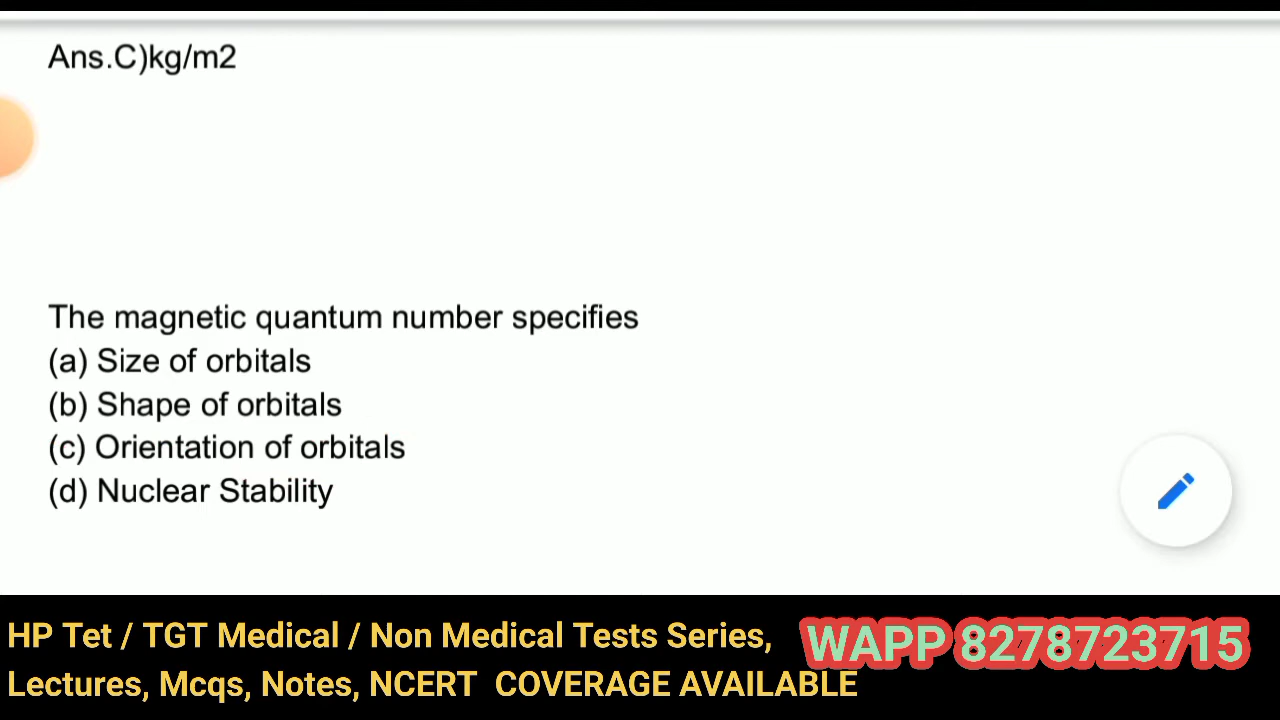 Ans.C)kg/m2
The magnetic quantum number specifies
(a) Size of orbitals
(b) Shape of orbitals
(c) Orientation of orbitals
(d) Nuclear Stability
HP Tet / TGT Medical / Non Medical Tests Series,
WAPP 8278723715
Lectures, Mcqs, Notes, NCERT COVERAGE AVAILABLE